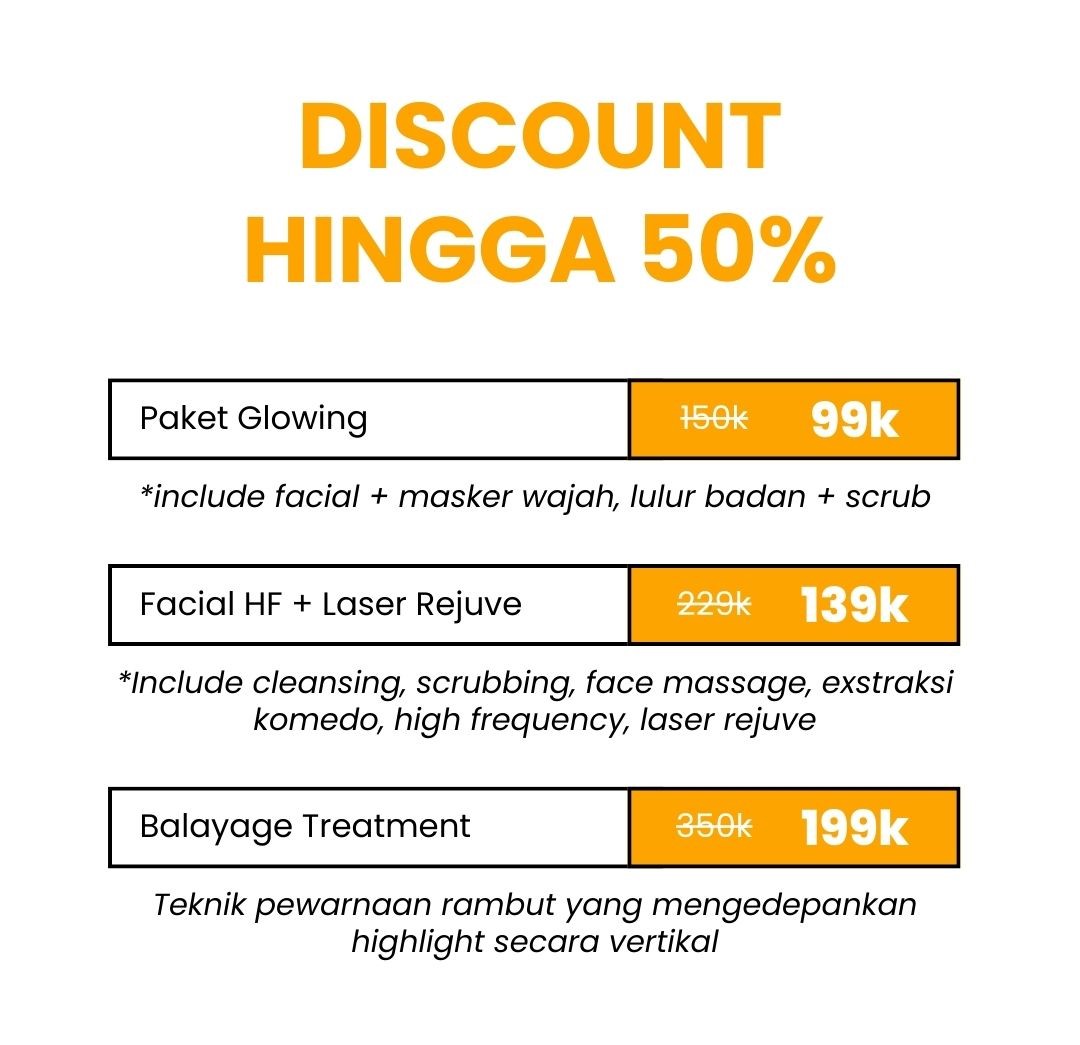 DISCOUNT
HINGGA 50%
Paket Glowing 150k 99k
*include facial + masker wajah, lulur badan + scrub
Facial HF + Laser Rejuve 229k 139k
*Include cleansing, scrubbing, face massage, exstraksi
komedo, high frequency, laser rejuve
Balayage Treatment 350k 199k
Teknik pewarnaan rambut yang mengedepankan
highlight secara vertikal